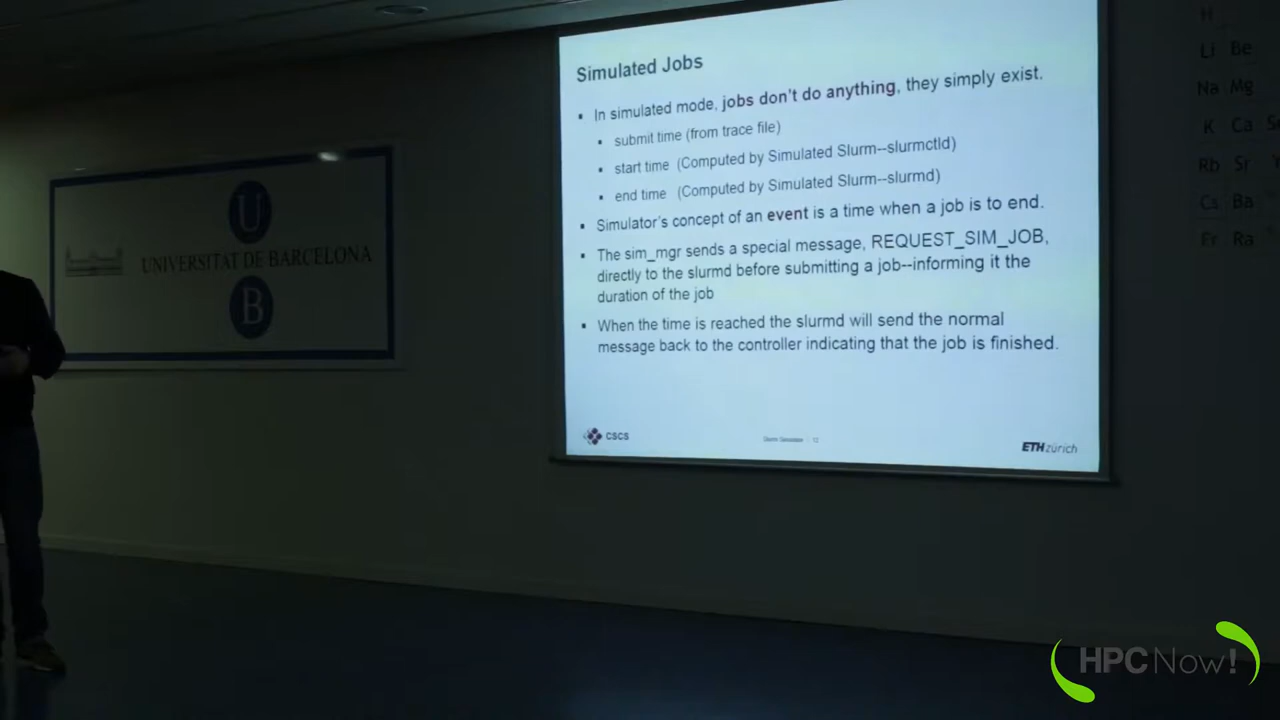 Simulated Jobs
In simulated mode, jobs don't do anything, they simply exist.
submit time (from trace file)
start time (Computed by Simulated Slurm--slurmctld)
end time (Computed by Simulated Slurm--slurmd)
Simulator's concept of an event is a time when a job is to end.
The sim_mgr sends a special message, REQUEST_SIM_JOB,
directly to the slurmd before submitting a job--informing it the
duration of the job
When the time is reached the slurmd will send the normal
message back to the controller indicating that the job is finished.
CSCS
12
ETH zürich
U
UNIVERSITAT DE BARCELONA
B
H
Li Be
Na Mg
K Ca
Rb Sr
Cs Ba
Fr Ra
HPCNow!